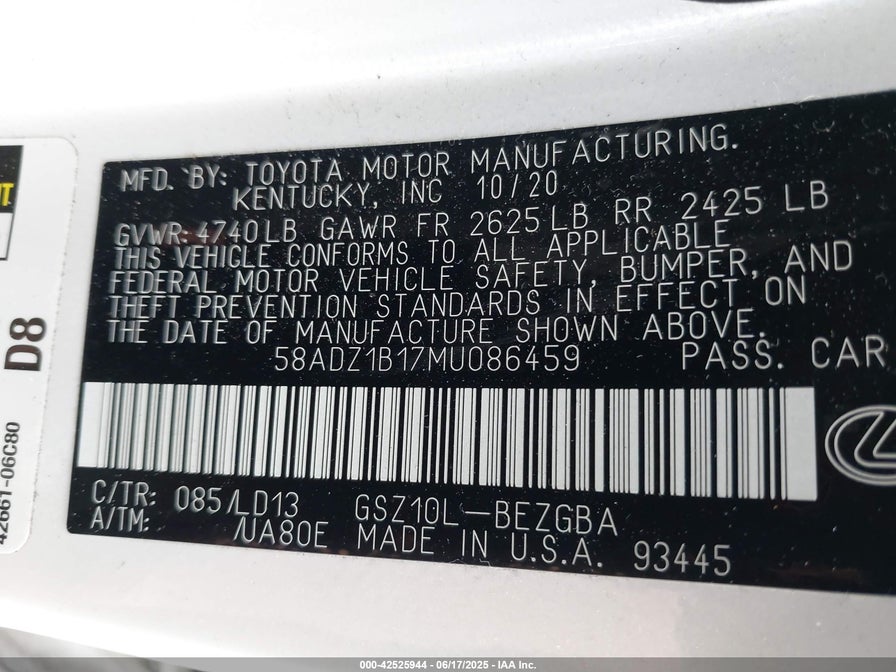 MFD. BY: TOYOTA MOTOR MANUFACTURING.
KENTUCKY, INC 10/20
GVWR 4740LB GAWR FR 2625LB RR 2425 LB
THIS VEHICLE CONFORMS TO ALL APPLICABLE
FEDERAL MOTOR VEHICLE SAFETY, BUMPER, AND
THEFT PREVENTION STANDARDS IN EFFECT ON
THE DATE OF MANUFACTURE SHOWN ABOVE.
58ADZ1B17MU086459 PASS. CAR
C/TR: 085/LD13 GSZ10L-BEZGBA
A/TM: /UA80E MADE IN U.S.A. 93445
D8
42661-06C80
000-42525944 - 06/17/2025 - IAA Inc.